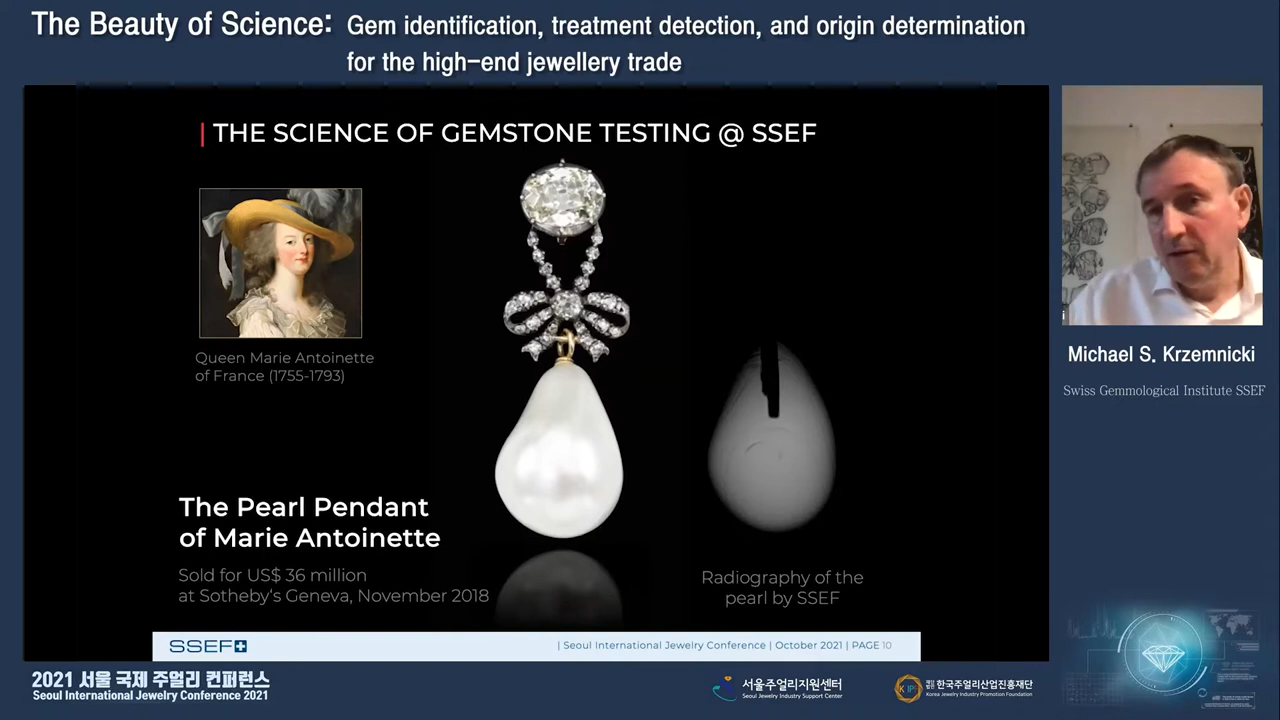 The Beauty of Science: Gem identification, treatment detection, and origin determination
for the high-end jewellery trade
| THE SCIENCE OF GEMSTONE TESTING @ SSEF
Queen Marie Antoinette
of France (1755-1793)
The Pearl Pendant
of Marie Antoinette
Sold for US$ 36 million
at Sotheby's Geneva, November 2018
Radiography of the
pearl by SSEF
SSEF
| Seoul International Jewelry Conference | October 2021 | PAGE 10
Michael S. Krzemnicki
Swiss Gemmological Institute SSEF
2021 서울 국제 주얼리 컨퍼런스
Seoul International Jewelry Conference 2021
서울주얼리지원센터
Seoul Jewelry Industry Support Center
재단법인 한국주얼리산업진흥재단
Korea Jewelry Industry Promotion Foundation